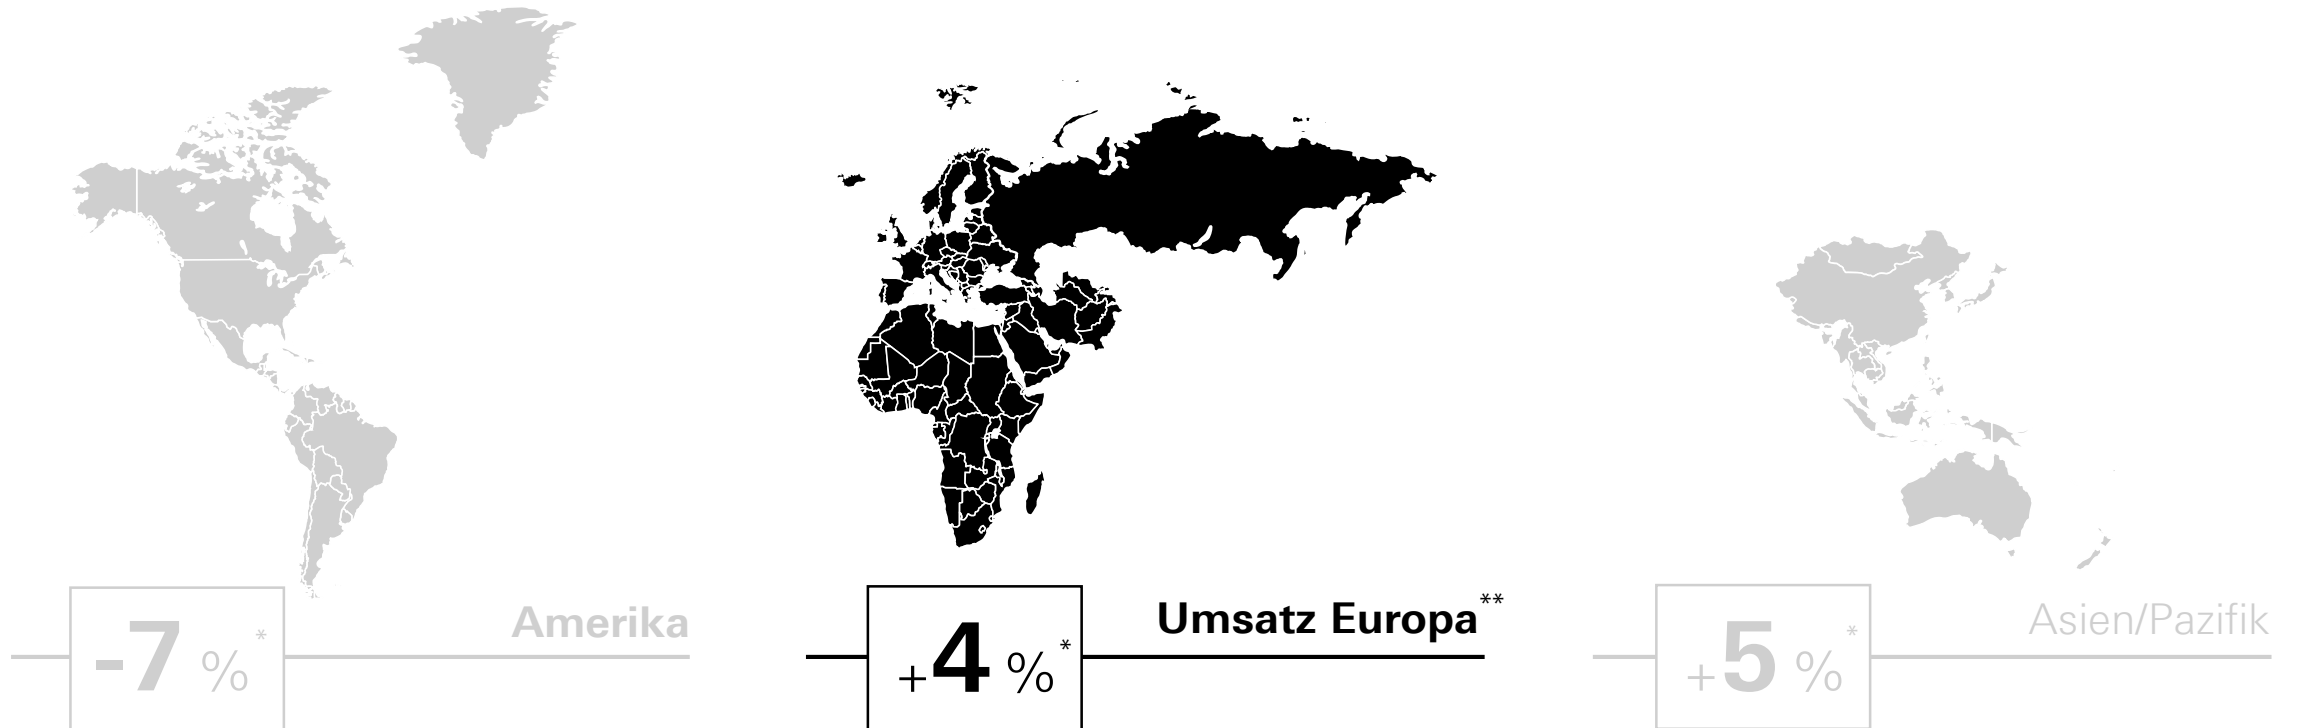 Amerika
-7 %*
Umsatz Europa**
+4 %*
Asien/Pazifik
+5 %*